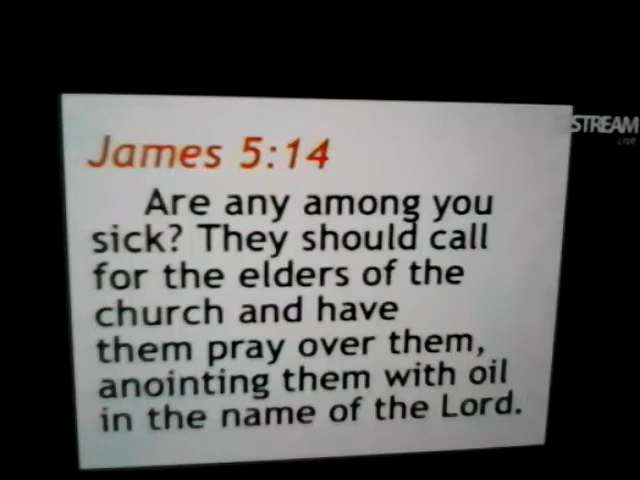 James 5:14
Are any among you
sick? They should call
for the elders of the
church and have
them pray over them,
anointing them with oil
in the name of the Lord.
STREAM
LIVE